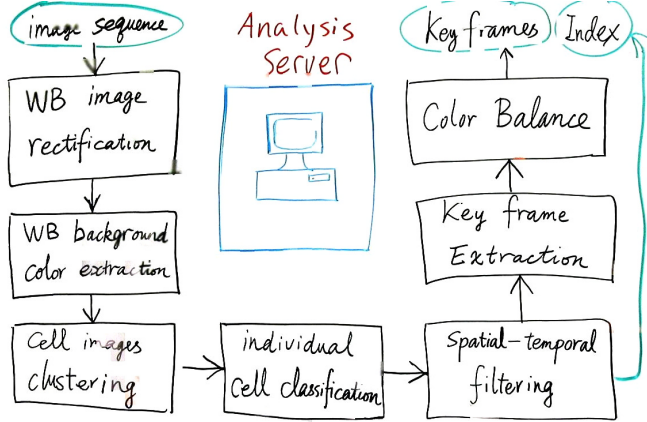 image sequence
WB image
rectification
WB background
color extraction
Cell images
clustering
individual
cell classification
Spatial-temporal
filtering
Key frame
Extraction
Color Balance
Key frames
Index
Analysis
Server